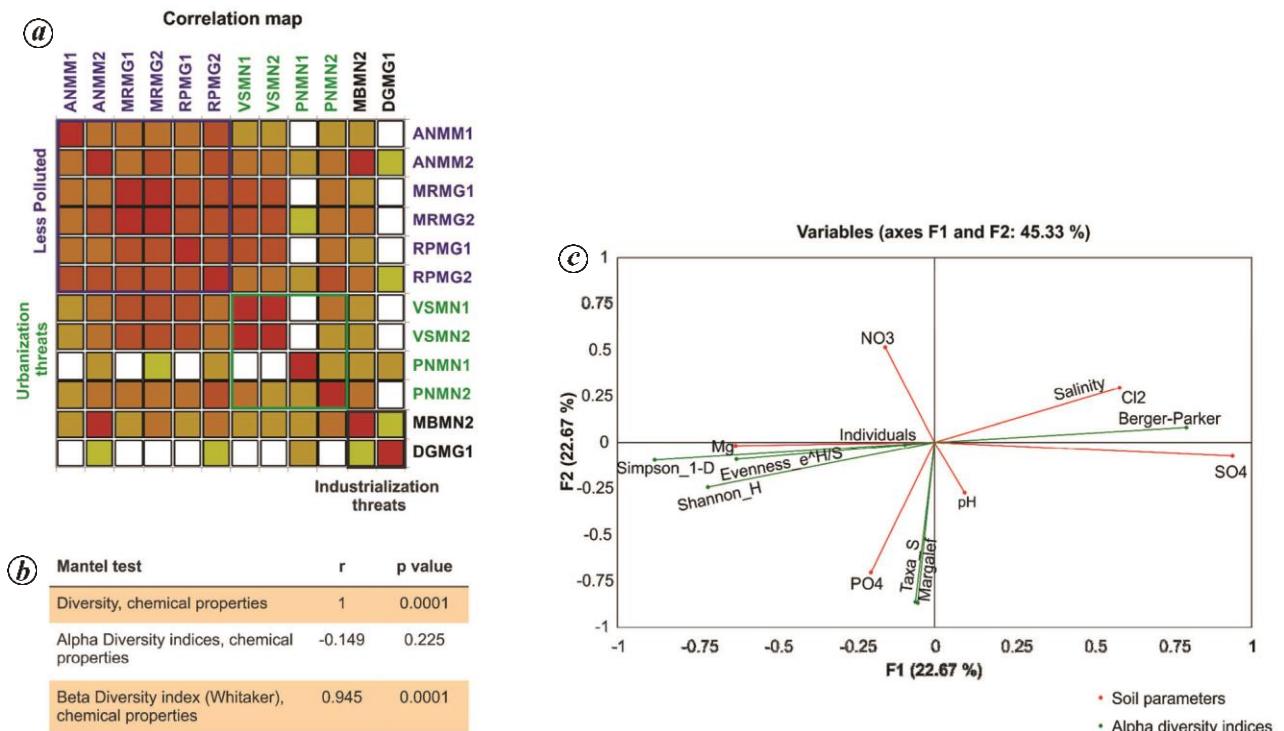 a
Correlation map
ANMM1
ANMM2
MRMG1
MRMG2
RPMG1
RPMG2
VSMN1
VSMN2
PNMN1
PNMN2
MBMN2
DGMG1
Less Polluted
Urbanization
threats
ANMM1
ANMM2
MRMG1
MRMG2
RPMG1
RPMG2
VSMN1
VSMN2
PNMN1
PNMN2
MBMN2
DGMG1
Industrialization
threats
b
Mantel test r p value
Diversity, chemical properties 1 0.0001
Alpha Diversity indices, chemical -0.149 0.225
properties
Beta Diversity index (Whitaker), 0.945 0.0001
chemical properties
c
Variables (axes F1 and F2: 45.33 %)
F2 (22.67 %)
1
0.75
0.5
0.25
0
-0.25
-0.5
-0.75
-1
NO3
Salinity
Cl2
Berger-Parker
Individuals
Mg
Simpson_1-D
Evenness_e^H/S
Shannon_H
SO4
pH
PO4
Taxa_S
Margalef
-1 -0.75 -0.5 -0.25 0 0.25 0.5 0.75 1
F1 (22.67 %)
Soil parameters
Alpha diversity indices